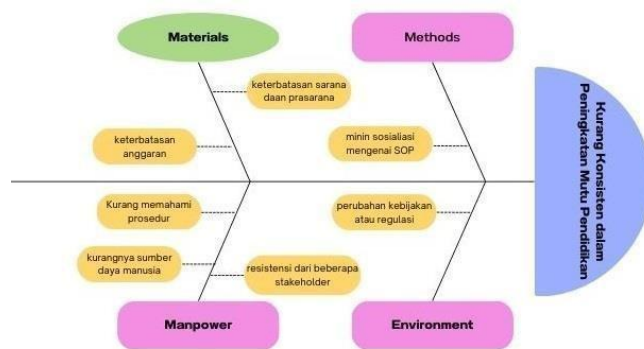 Materials
Methods
keterbatasan sarana
daan prasarana
keterbatasan
anggaran
minin sosialiasi
mengenai SOP
Kurang Konsisten dalam
Peningkatan Mutu Pendidikan
Kurang memahami
prosedur
perubahan kebijakan
atau regulasi
kurangnya sumber
daya manusia
resistensi dari beberapa
stakeholder
Manpower
Environment